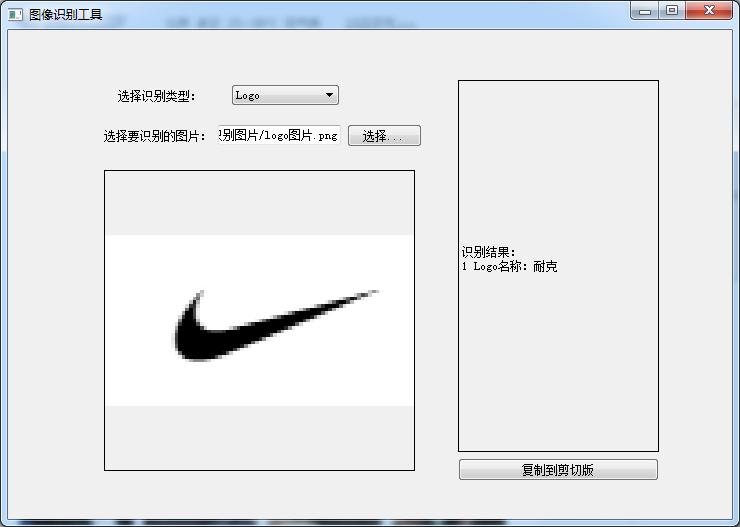 图像识别工具
选择识别类型：
Logo
选择要识别的图片：
别图片/logo图片.png
选择...
识别结果：
1 Logo名称：耐克
复制到剪切版